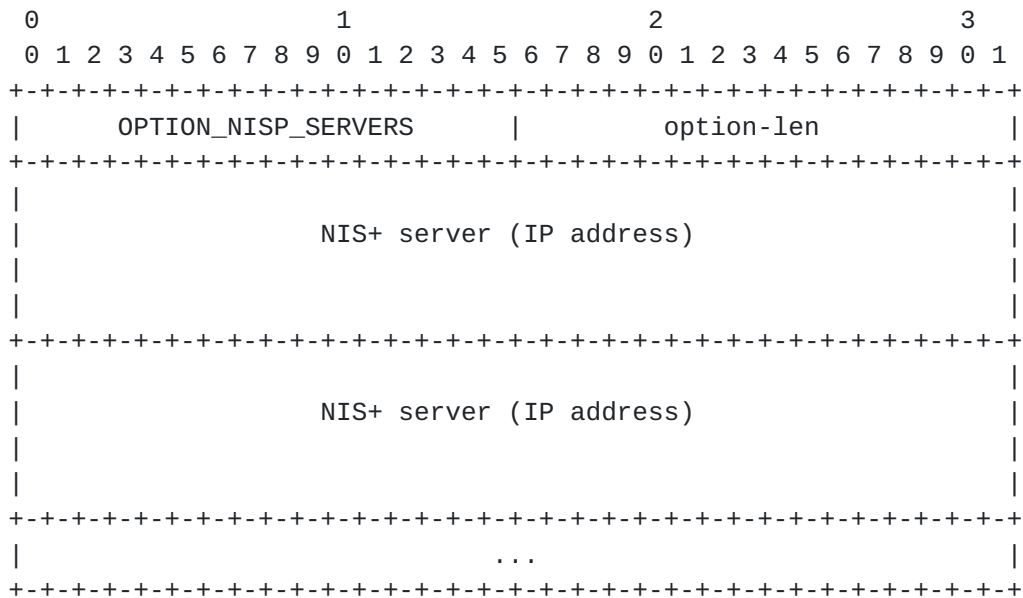 0                   1                   2                   3
 0 1 2 3 4 5 6 7 8 9 0 1 2 3 4 5 6 7 8 9 0 1 2 3 4 5 6 7 8 9 0 1
+-+-+-+-+-+-+-+-+-+-+-+-+-+-+-+-+-+-+-+-+-+-+-+-+-+-+-+-+-+-+-+-+
|      OPTION_NISP_SERVERS      |         option-len            |
+-+-+-+-+-+-+-+-+-+-+-+-+-+-+-+-+-+-+-+-+-+-+-+-+-+-+-+-+-+-+-+-+
|                                                               |
|                   NIS+ server (IP address)                    |
|                                                               |
|                                                               |
+-+-+-+-+-+-+-+-+-+-+-+-+-+-+-+-+-+-+-+-+-+-+-+-+-+-+-+-+-+-+-+-+
|                                                               |
|                   NIS+ server (IP address)                    |
|                                                               |
|                                                               |
+-+-+-+-+-+-+-+-+-+-+-+-+-+-+-+-+-+-+-+-+-+-+-+-+-+-+-+-+-+-+-+-+
|                              ...                              |
+-+-+-+-+-+-+-+-+-+-+-+-+-+-+-+-+-+-+-+-+-+-+-+-+-+-+-+-+-+-+-+-+